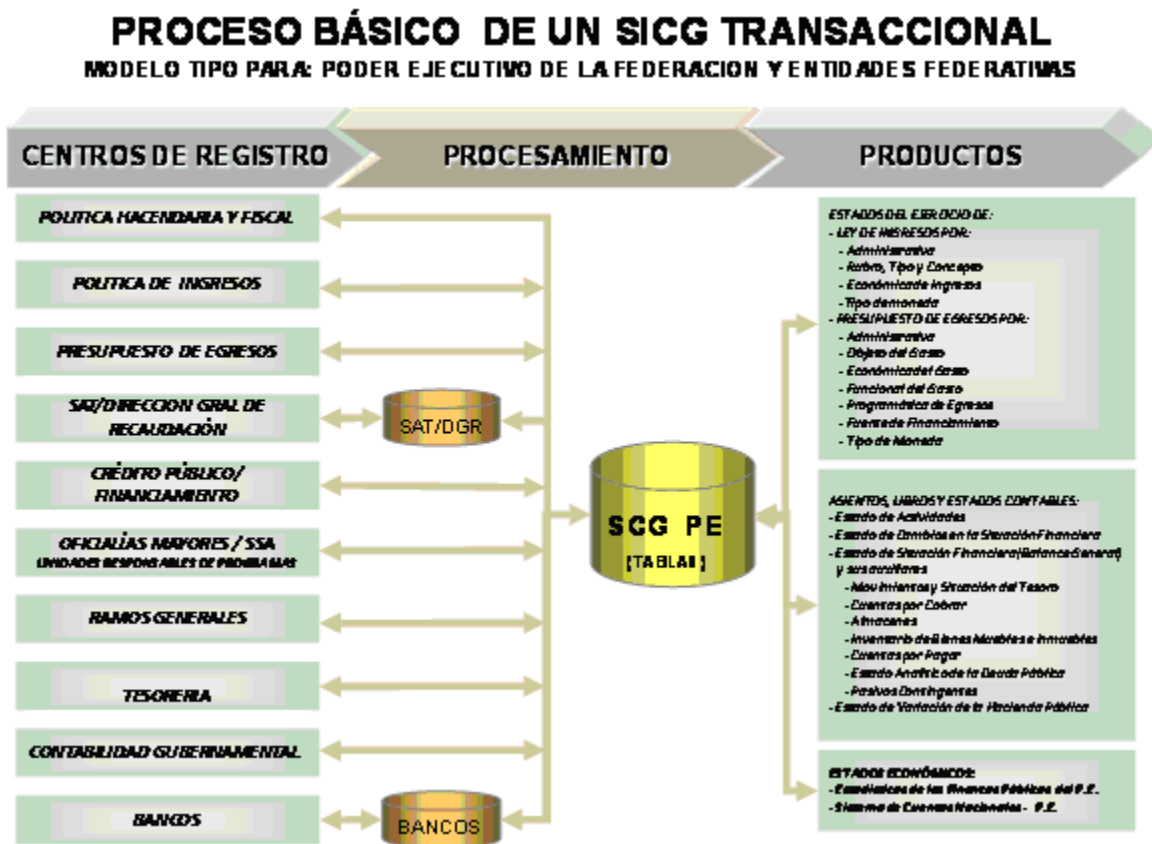 PROCESO BÁSICO DE UN SICG TRANSACCIONAL
MODELO TIPO PARA: PODER EJECUTIVO DE LA FEDERACION Y ENTIDADES FEDERATIVAS
CENTROS DE REGISTRO
PROCESAMIENTO
PRODUCTOS
POLITICA HACENDARIA Y FISCAL
POLITICA DE INGRESOS
PRESUPUESTO DE EGRESOS
SAT/DIRECCION GRAL DE
RECAUDACIÓN
CRÉDITO PÚBLICO/
FINANCIAMIENTO
OFICIALÍAS MAYORES / SSA
UNIDADES RESPONSABLES DE PROGRAMAS
RAMOS GENERALES
TESORERIA
CONTABILIDAD GUBERNAMENTAL
BANCOS
SAT/DGR
BANCOS
SCG PE
(TABLAS)
ESTADOS DEL EJERCICIO DE:
- LEY DE INGRESOS POR:
- Administrativa
- Rubro, Tipo y Concepto
- Económica de Ingresos
- Tipo de moneda
- PRESUPUESTO DE EGRESOS POR:
- Administrativa
- Objeto del Gasto
- Económica del Gasto
- Funcional del Gasto
- Programática de Egresos
- Fuente de Financiamiento
- Tipo de Moneda
ASIENTOS, LIBROS Y ESTADOS CONTABLES:
- Estado de Actividades
- Estado de Cambios en la Situación Financiera
- Estado de Situación Financiera (Balance General)
y sus auxiliares
- Movimientos y Situación del Tesoro
- Cuentas por Cobrar
- Almacenes
- Inventario de Bienes Muebles e Inmuebles
- Cuentas por Pagar
- Estado Analítico de la Deuda Pública
- Pasivos Contingentes
- Estado de Variación de la Hacienda Pública
ESTADOS ECONÓMICOS:
- Estadísticas de las Finanzas Públicas del P.E.
- Sistema de Cuentas Nacionales - P.E.